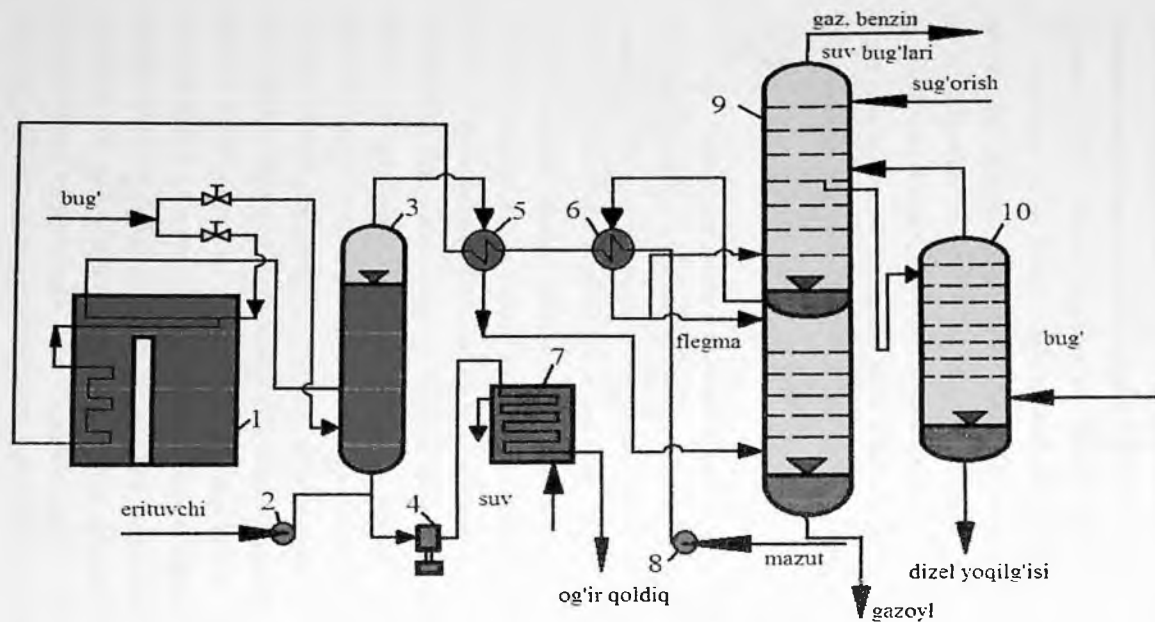 gaz. benzin
suv bug'lari
sug'orish
9
bug'
3
5
6
10
1
flegma
bug'
7
erituvchi
2
4
suv
8
mazut
og'ir qoldiq
dizel yoqilg'isi
gazoyl